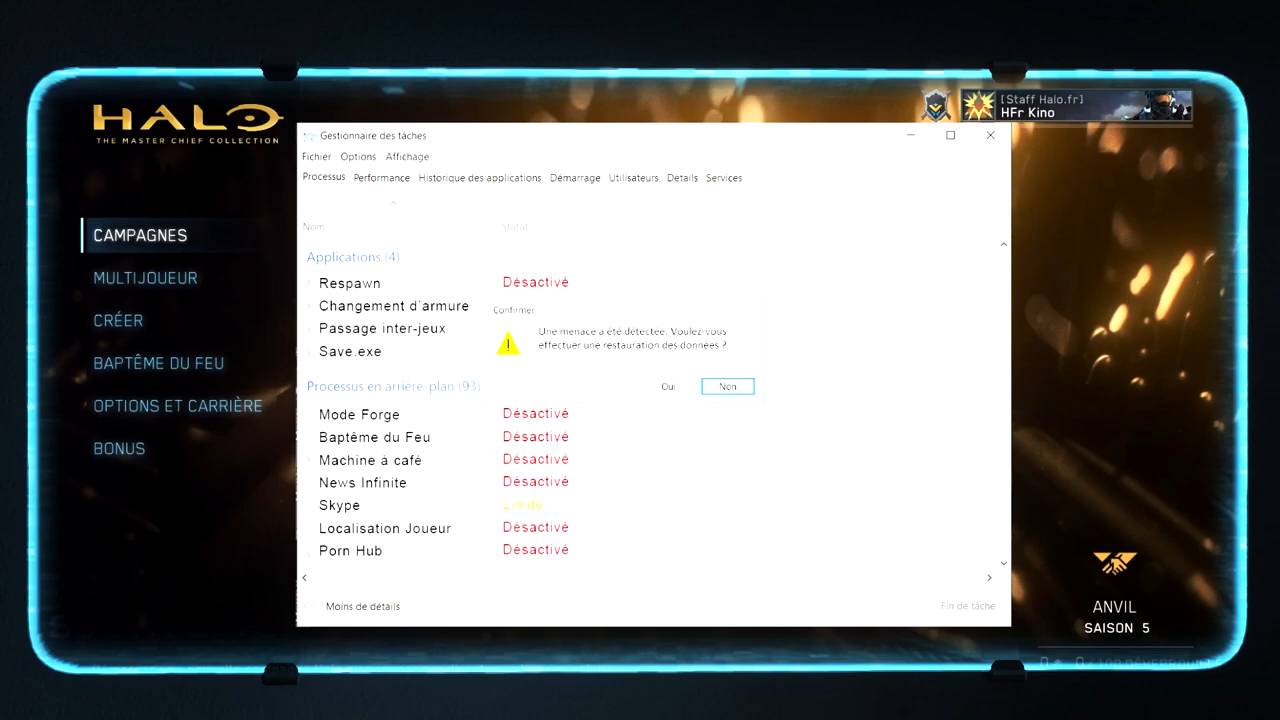 HALO
THE MASTER CHIEF COLLECTION
[Staff Halo.fr]
HFr Kino
CAMPAGNES
MULTIJOUEUR
CRÉER
BAPTÊME DU FEU
OPTIONS ET CARRIÈRE
BONUS
Gestionnaire des tâches
Fichier Options Affichage
Processus Performance Historique des applications Démarrage Utilisateurs Détails Services
Nom Statut
Applications (4)
Respawn Désactivé
Changement d'armure
Passage inter-jeux
Save.exe
Confirmer
Une menace a été détectée. Voulez-vous
effectuer une restauration des données ?
Oui Non
Processus en arrière-plan (93)
Mode Forge Désactivé
Baptême du Feu Désactivé
Machine à café Désactivé
News Infinite Désactivé
Skype Limité
Localisation Joueur Désactivé
Porn Hub Désactivé
Moins de détails Fin de tâche
ANVIL
SAISON 5